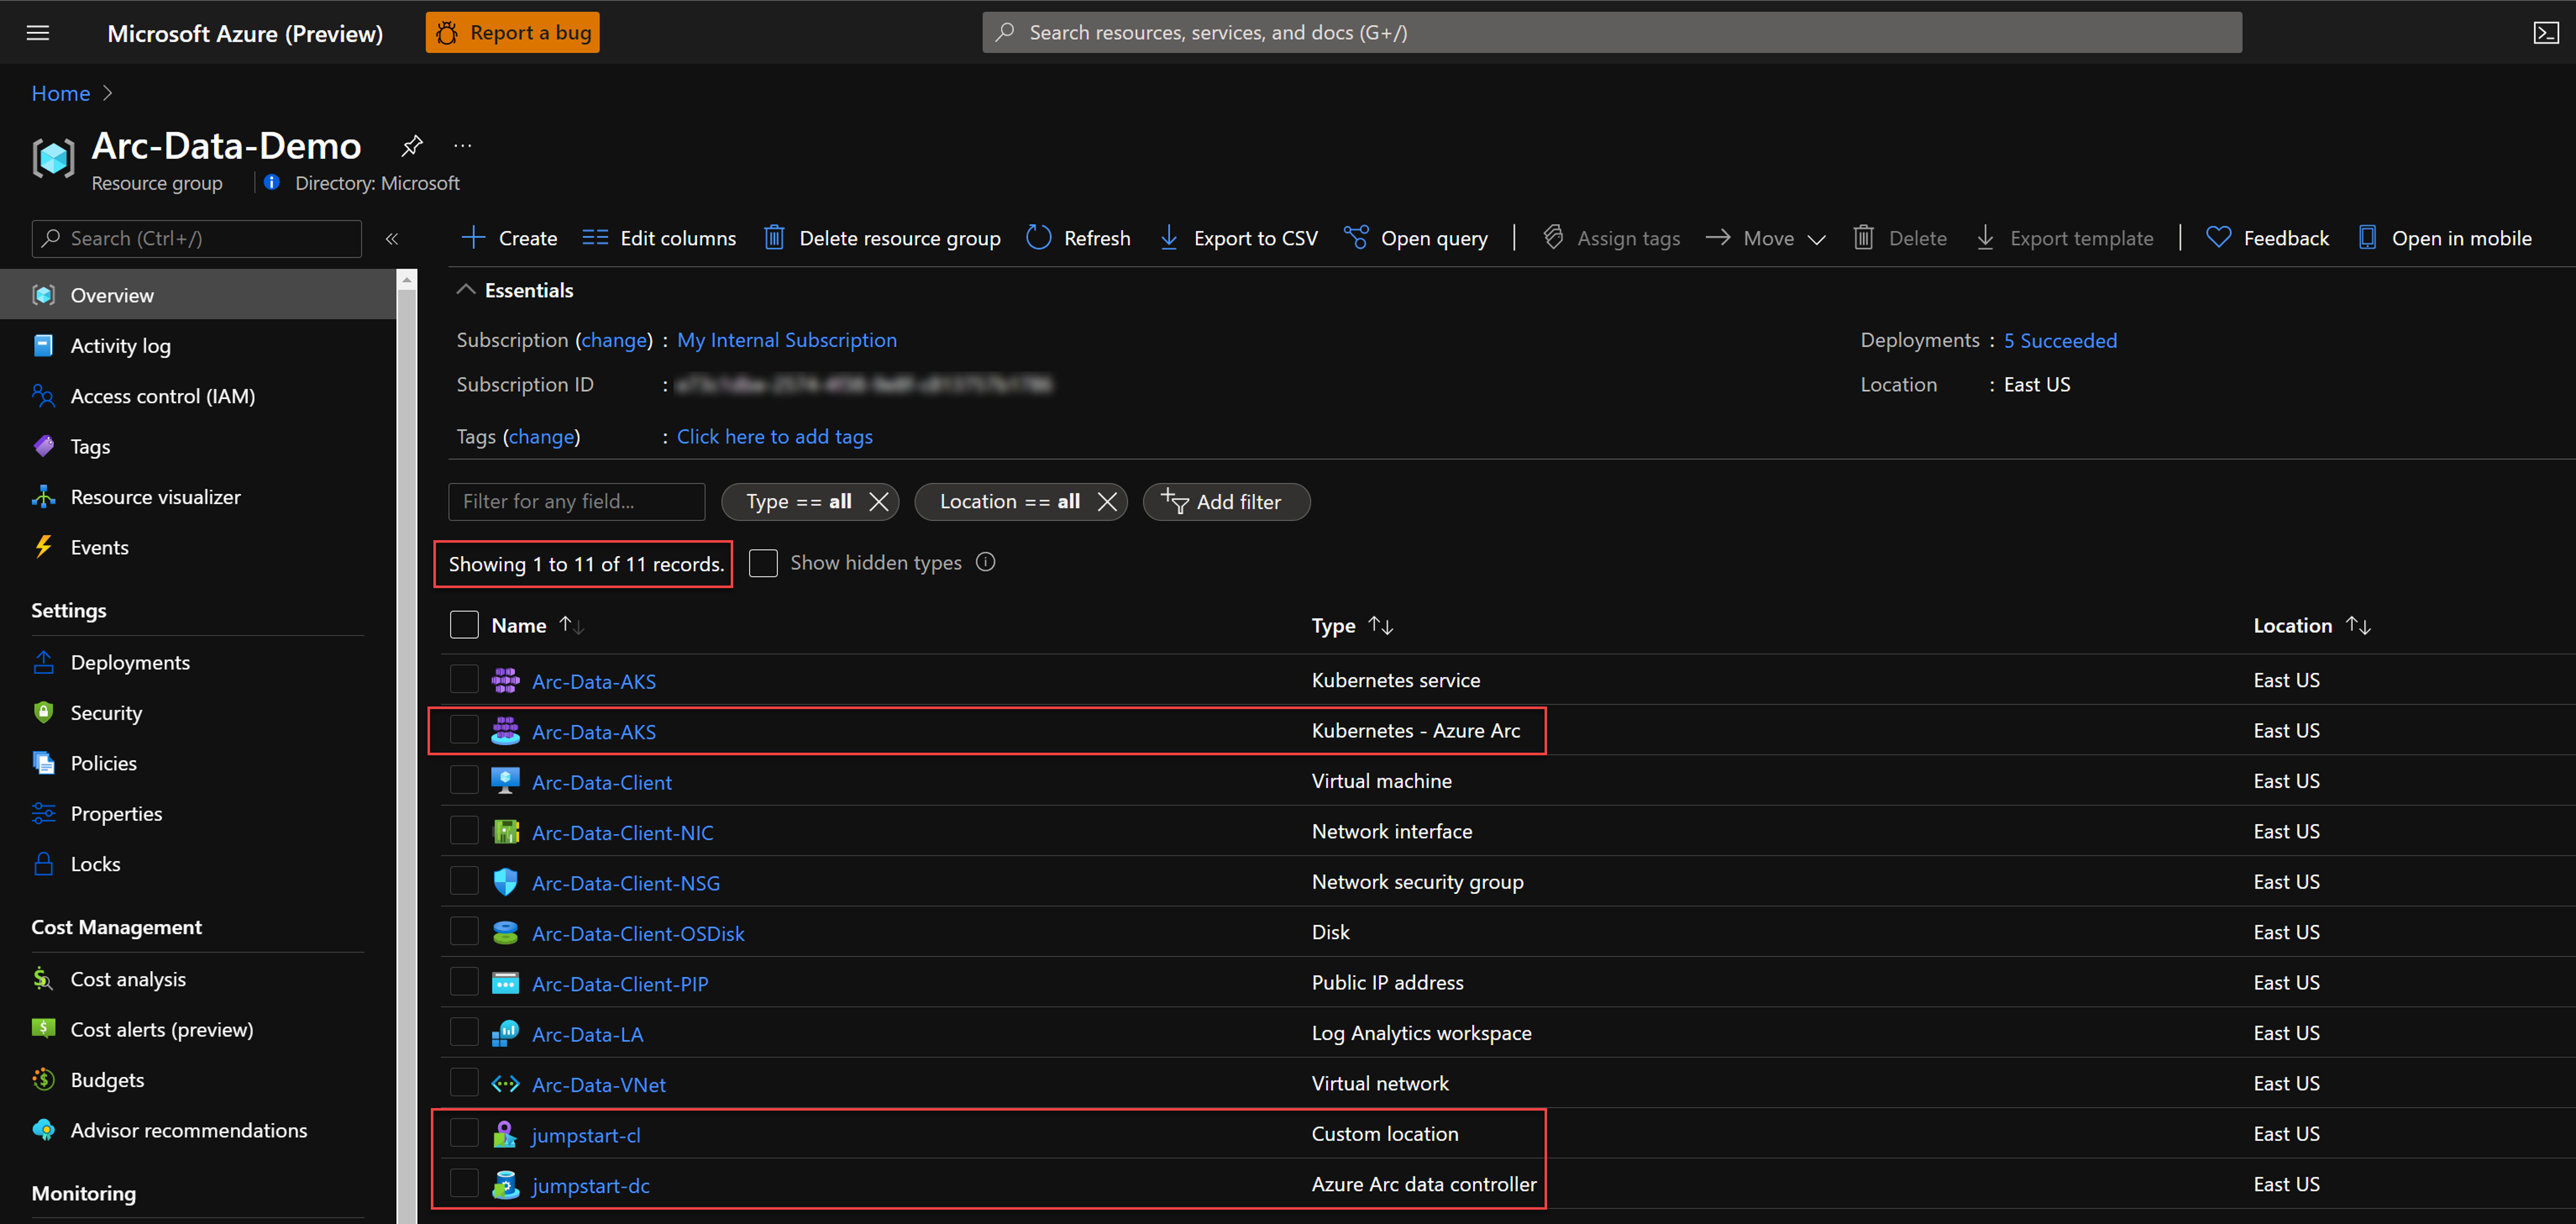 Microsoft Azure (Preview)
Report a bug
Search resources, services, and docs (G+/)
Home
Arc-Data-Demo
Resource group
Directory: Microsoft
Search (Ctrl+/)
Create
Edit columns
Delete resource group
Refresh
Export to CSV
Open query
Assign tags
Move
Delete
Export template
Feedback
Open in mobile
Overview
Activity log
Access control (IAM)
Tags
Resource visualizer
Events
Settings
Deployments
Security
Policies
Properties
Locks
Cost Management
Cost analysis
Cost alerts (preview)
Budgets
Advisor recommendations
Monitoring
Essentials
Subscription (change) : My Internal Subscription
Deployments : 5 Succeeded
Subscription ID :
Location : East US
Tags (change) : Click here to add tags
Filter for any field...
Type == all
Location == all
Add filter
Showing 1 to 11 of 11 records.
Show hidden types
Name Type Location
Arc-Data-AKS Kubernetes service East US
Arc-Data-AKS Kubernetes - Azure Arc East US
Arc-Data-Client Virtual machine East US
Arc-Data-Client-NIC Network interface East US
Arc-Data-Client-NSG Network security group East US
Arc-Data-Client-OSDisk Disk East US
Arc-Data-Client-PIP Public IP address East US
Arc-Data-LA Log Analytics workspace East US
Arc-Data-VNet Virtual network East US
jumpstart-cl Custom location East US
jumpstart-dc Azure Arc data controller East US